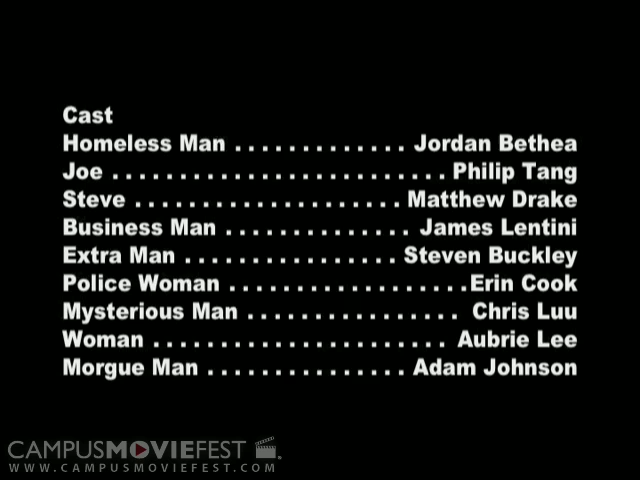 Cast
Homeless Man . . . . . . . . . . . . . Jordan Bethea
Joe . . . . . . . . . . . . . . . . . . . . . . . . . Philip Tang
Steve . . . . . . . . . . . . . . . . . . . . Matthew Drake
Business Man . . . . . . . . . . . . . . James Lentini
Extra Man . . . . . . . . . . . . . . . . Steven Buckley
Police Woman . . . . . . . . . . . . . . . . . . Erin Cook
Mysterious Man . . . . . . . . . . . . . . . . Chris Luu
Woman . . . . . . . . . . . . . . . . . . . . . . Aubrie Lee
Morgue Man . . . . . . . . . . . . . . . Adam Johnson
CAMPUSMOVIEFEST
WWW.CAMPUSMOVIEFEST.COM